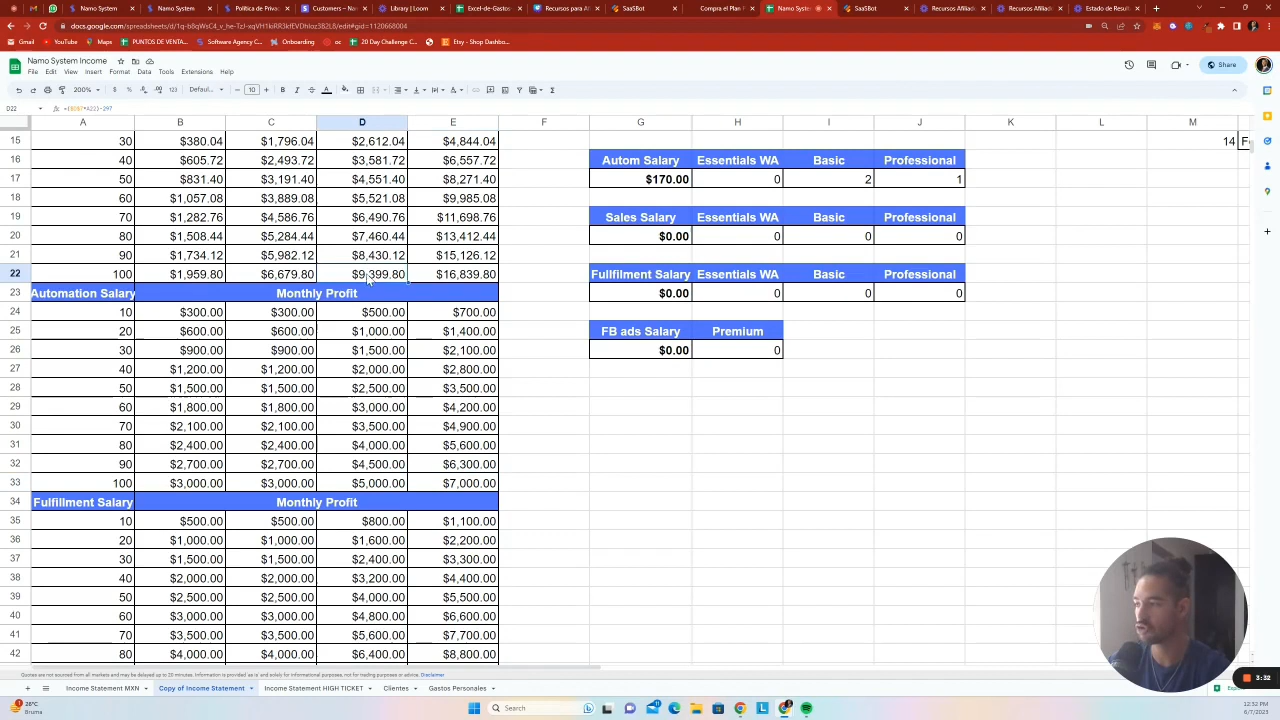 Namo System
Namo System
Política de Privac
Customers – Nam
Library | Loom
Excel-de-Gastos
Recursos para Af
SaaSBot
Compra el Plan
Namo Syste
SaaSBot
Recursos Afiliado
Recursos Afiliado
Estado de Result
docs.google.com/spreadsheets/d/
Gmail
YouTube
Maps
PUNTOS DE VENTA...
Software Agency C...
Onboarding
oc
20 Day Challenge C...
Etsy - Shop Dashbo...
Namo System Income
File Edit View Insert Format Data Tools Extensions Help
Share
200% $ % .0 .00 123 Defaul... − 10 + B I
D22
A B C D E F G H I J K L M
15 30 $380.04 $1,796.04 $2,612.04 $4,844.04 14 F
16 40 $605.72 $2,493.72 $3,581.72 $6,557.72 Autom Salary Essentials WA Basic Professional
17 50 $831.40 $3,191.40 $4,551.40 $8,271.40 $170.00 0 2 1
18 60 $1,057.08 $3,889.08 $5,521.08 $9,985.08
19 70 $1,282.76 $4,586.76 $6,490.76 $11,698.76 Sales Salary Essentials WA Basic Professional
20 80 $1,508.44 $5,284.44 $7,460.44 $13,412.44 $0.00 0 0 0
21 90 $1,734.12 $5,982.12 $8,430.12 $15,126.12
22 100 $1,959.80 $6,679.80 $9,399.80 $16,839.80 Fullfilment Salary Essentials WA Basic Professional
23 Automation Salary Monthly Profit $0.00 0 0 0
24 10 $300.00 $300.00 $500.00 $700.00
25 20 $600.00 $600.00 $1,000.00 $1,400.00 FB ads Salary Premium
26 30 $900.00 $900.00 $1,500.00 $2,100.00 $0.00 0
27 40 $1,200.00 $1,200.00 $2,000.00 $2,800.00
28 50 $1,500.00 $1,500.00 $2,500.00 $3,500.00
29 60 $1,800.00 $1,800.00 $3,000.00 $4,200.00
30 70 $2,100.00 $2,100.00 $3,500.00 $4,900.00
31 80 $2,400.00 $2,400.00 $4,000.00 $5,600.00
32 90 $2,700.00 $2,700.00 $4,500.00 $6,300.00
33 100 $3,000.00 $3,000.00 $5,000.00 $7,000.00
34 Fulfillment Salary Monthly Profit
35 10 $500.00 $500.00 $800.00 $1,100.00
36 20 $1,000.00 $1,000.00 $1,600.00 $2,200.00
37 30 $1,500.00 $1,500.00 $2,400.00 $3,300.00
38 40 $2,000.00 $2,000.00 $3,200.00 $4,400.00
39 50 $2,500.00 $2,500.00 $4,000.00 $5,500.00
40 60 $3,000.00 $3,000.00 $4,800.00 $6,600.00
41 70 $3,500.00 $3,500.00 $5,600.00 $7,700.00
42 80 $4,000.00 $4,000.00 $6,400.00 $8,800.00
Quotes are not sourced from all markets and may be delayed up to 20 minutes. Information is provided 'as is' and solely for informational purposes, not for trading purposes or advice. Disclaimer
3:32
Income Statement MXN
Copy of Income Statement
Income Statement HIGH TICKET
Clientes
Gastos Personales
26°C
Bruma
Search
12:32 PM
6/7/2023